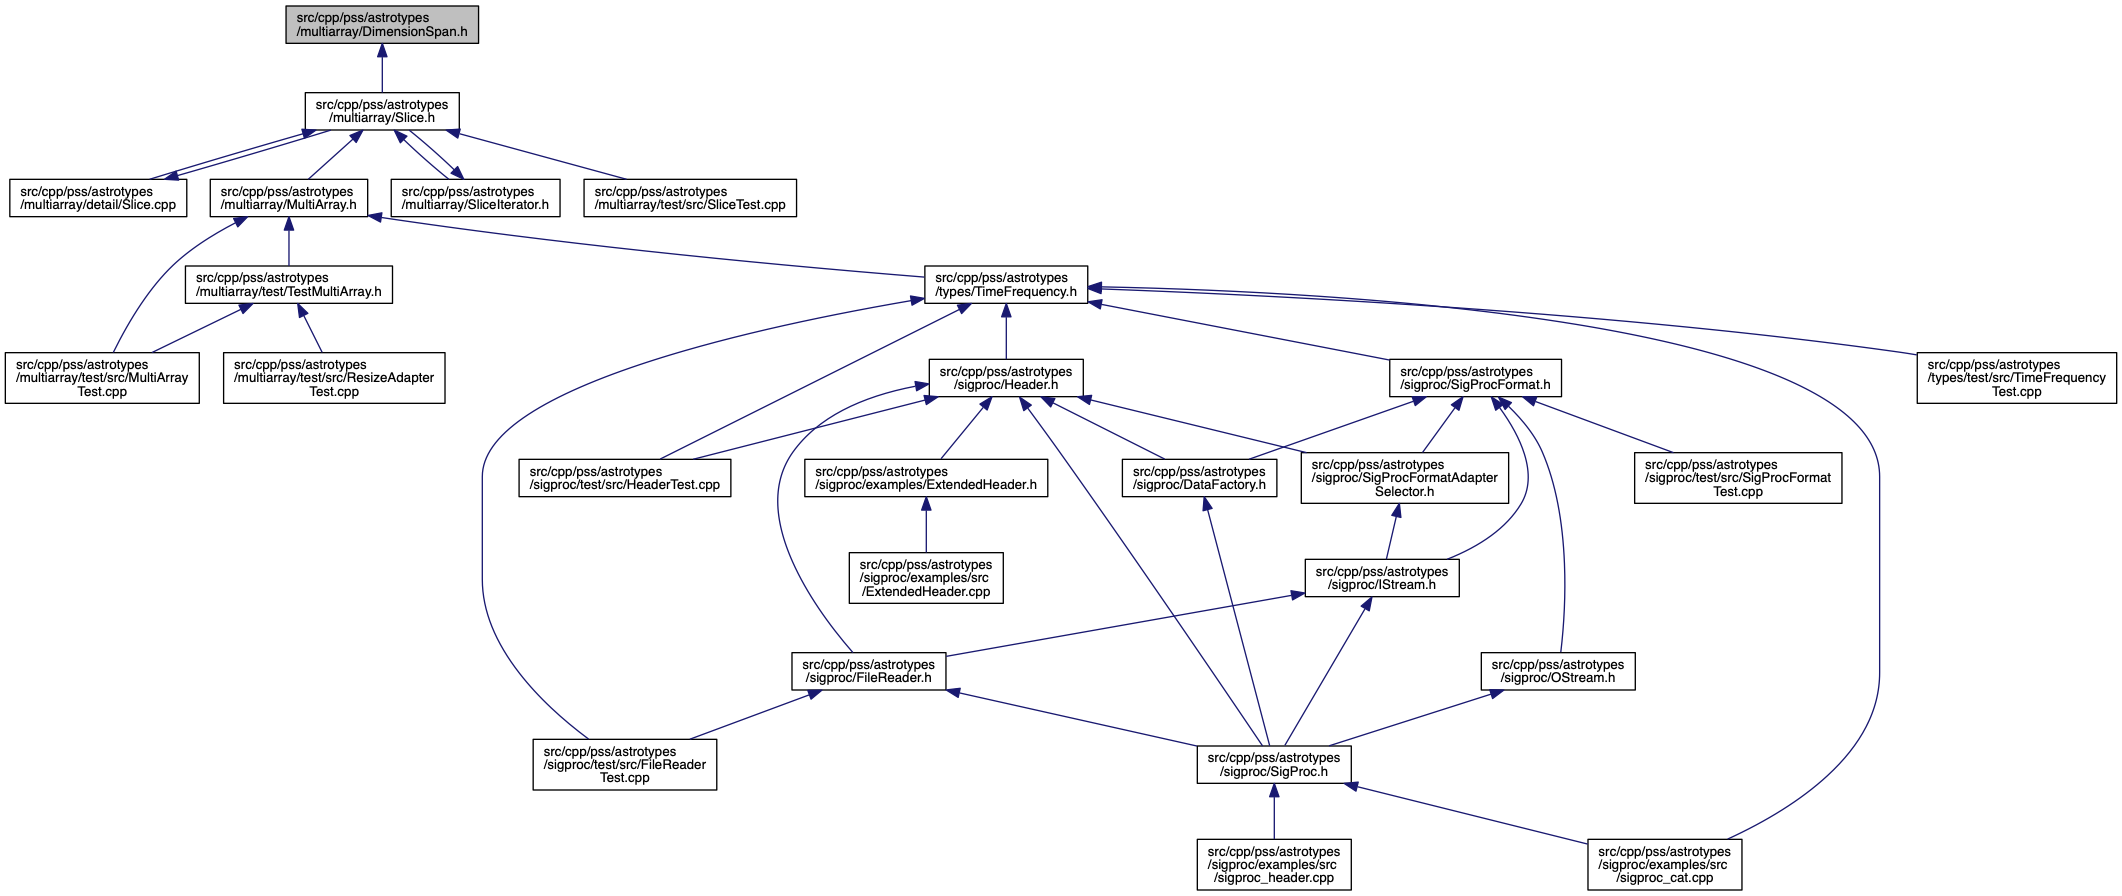 src/cpp/pss/astrotypes
/multiarray/DimensionSpan.h
src/cpp/pss/astrotypes
/multiarray/Slice.h
src/cpp/pss/astrotypes
/multiarray/detail/Slice.cpp
src/cpp/pss/astrotypes
/multiarray/MultiArray.h
src/cpp/pss/astrotypes
/multiarray/SliceIterator.h
src/cpp/pss/astrotypes
/multiarray/test/src/SliceTest.cpp
src/cpp/pss/astrotypes
/multiarray/test/TestMultiArray.h
src/cpp/pss/astrotypes
/types/TimeFrequency.h
src/cpp/pss/astrotypes
/multiarray/test/src/MultiArray
Test.cpp
src/cpp/pss/astrotypes
/multiarray/test/src/ResizeAdapter
Test.cpp
src/cpp/pss/astrotypes
/sigproc/Header.h
src/cpp/pss/astrotypes
/sigproc/SigProcFormat.h
src/cpp/pss/astrotypes
/types/test/src/TimeFrequency
Test.cpp
src/cpp/pss/astrotypes
/sigproc/test/src/HeaderTest.cpp
src/cpp/pss/astrotypes
/sigproc/examples/ExtendedHeader.h
src/cpp/pss/astrotypes
/sigproc/DataFactory.h
src/cpp/pss/astrotypes
/sigproc/SigProcFormatAdapter
Selector.h
src/cpp/pss/astrotypes
/sigproc/test/src/SigProcFormat
Test.cpp
src/cpp/pss/astrotypes
/sigproc/examples/src
/ExtendedHeader.cpp
src/cpp/pss/astrotypes
/sigproc/IStream.h
src/cpp/pss/astrotypes
/sigproc/FileReader.h
src/cpp/pss/astrotypes
/sigproc/OStream.h
src/cpp/pss/astrotypes
/sigproc/test/src/FileReader
Test.cpp
src/cpp/pss/astrotypes
/sigproc/SigProc.h
src/cpp/pss/astrotypes
/sigproc/examples/src
/sigproc_header.cpp
src/cpp/pss/astrotypes
/sigproc/examples/src
/sigproc_cat.cpp